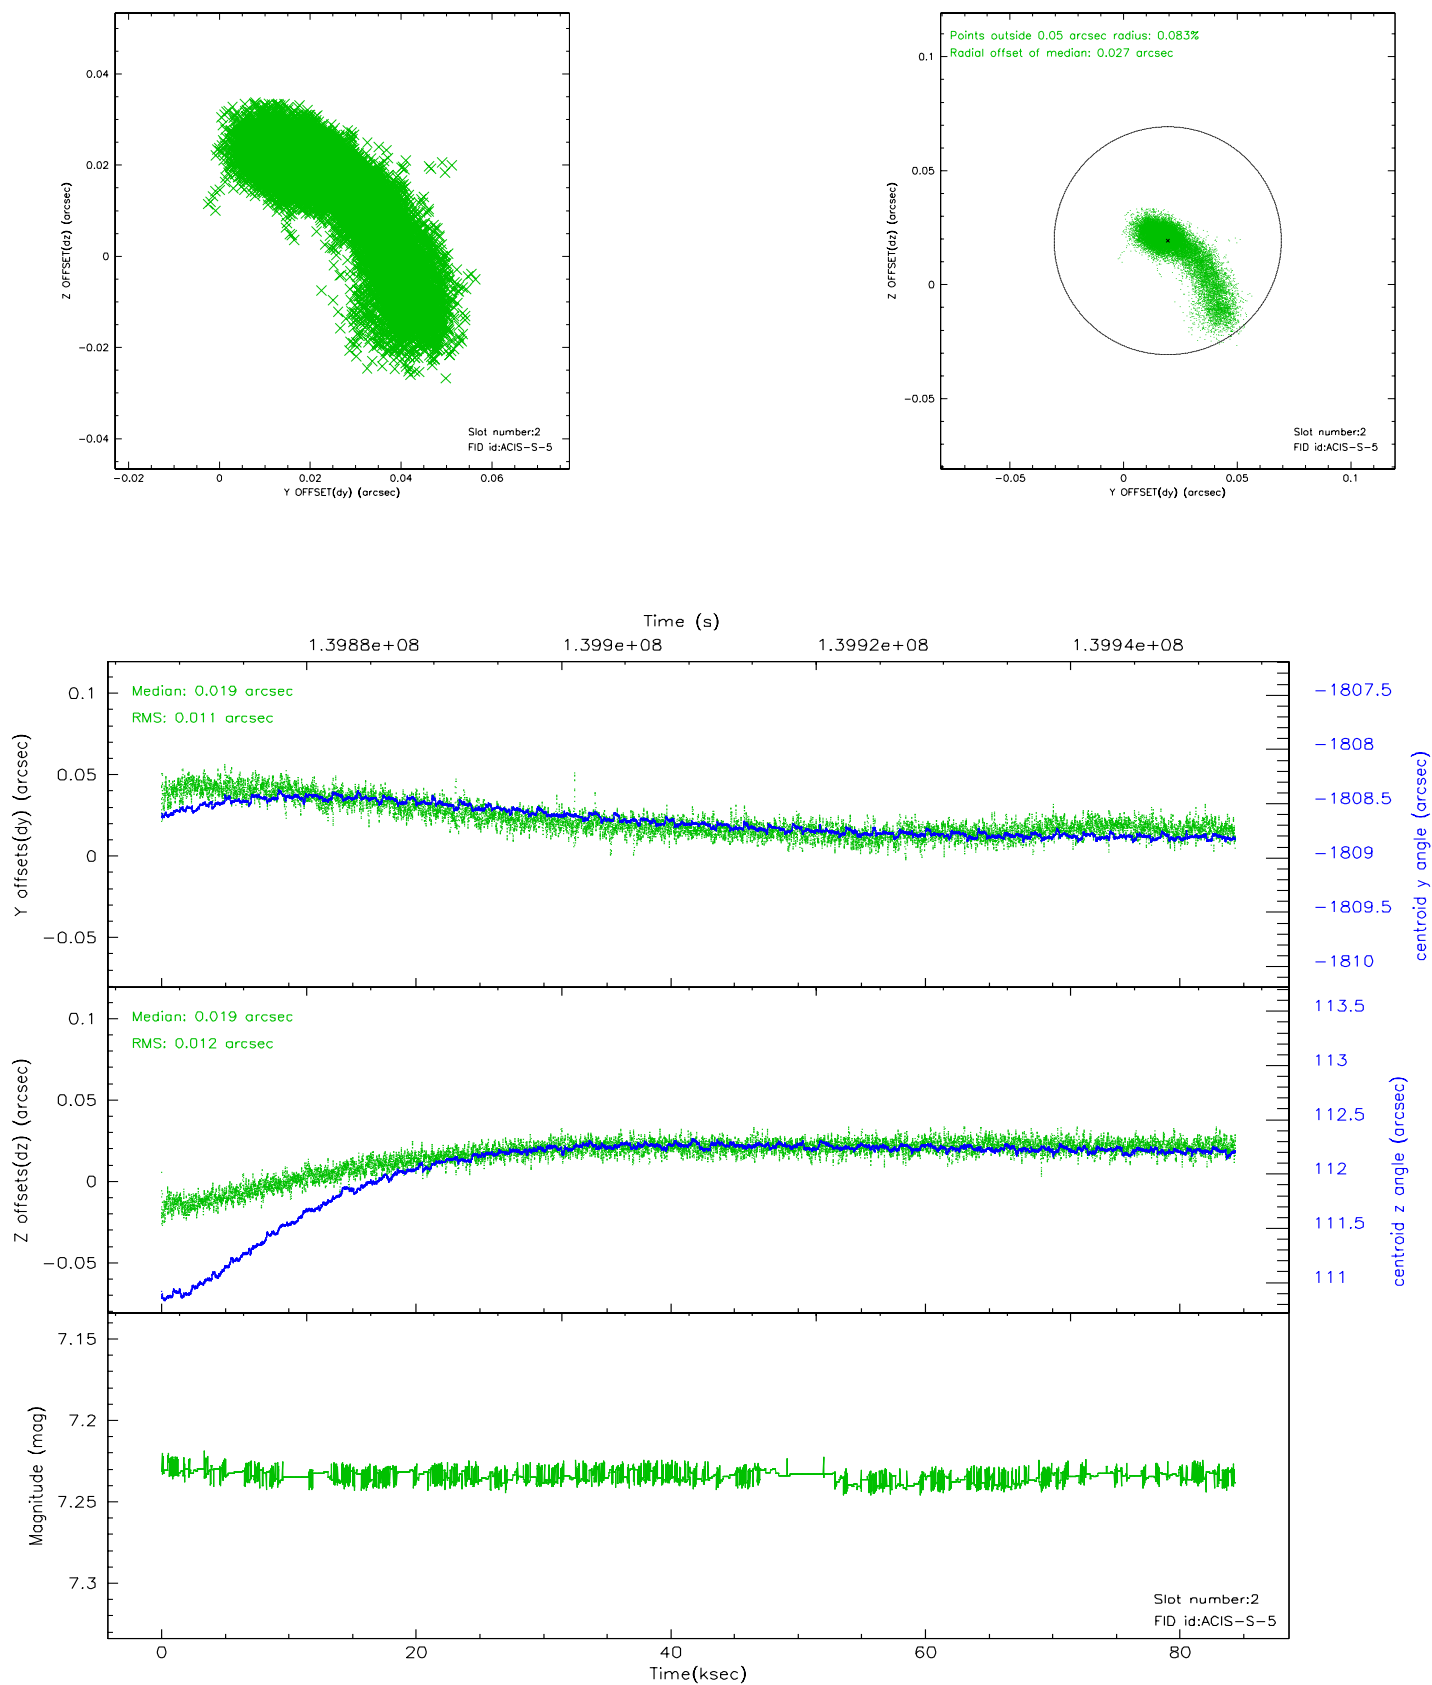 0.04
0.02
0
−0.02
−0.04
Z OFFSET(dz) (arcsec)
Slot number:2
FID id:ACIS−S−5
−0.02
0
0.02
0.04
0.06
Y OFFSET(dy) (arcsec)
Points outside 0.05 arcsec radius: 0.083%
Radial offset of median: 0.027 arcsec
0.1
0.05
0
−0.05
Z OFFSET(dz) (arcsec)
Slot number:2
FID id:ACIS−S−5
−0.05
0
0.05
0.1
Y OFFSET(dy) (arcsec)
Time (s)
1.3988e+08
1.399e+08
1.3992e+08
1.3994e+08
Median: 0.019 arcsec
RMS: 0.011 arcsec
0.1
0.05
0
−0.05
Y offsets(dy) (arcsec)
−1807.5
−1808
−1808.5
−1809
−1809.5
−1810
centroid y angle (arcsec)
Median: 0.019 arcsec
RMS: 0.012 arcsec
0.1
0.05
0
−0.05
Z offsets(dz) (arcsec)
113.5
113
112.5
112
111.5
111
centroid z angle (arcsec)
7.15
7.2
7.25
7.3
Magnitude (mag)
Slot number:2
FID id:ACIS−S−5
0
20
40
60
80
Time(ksec)